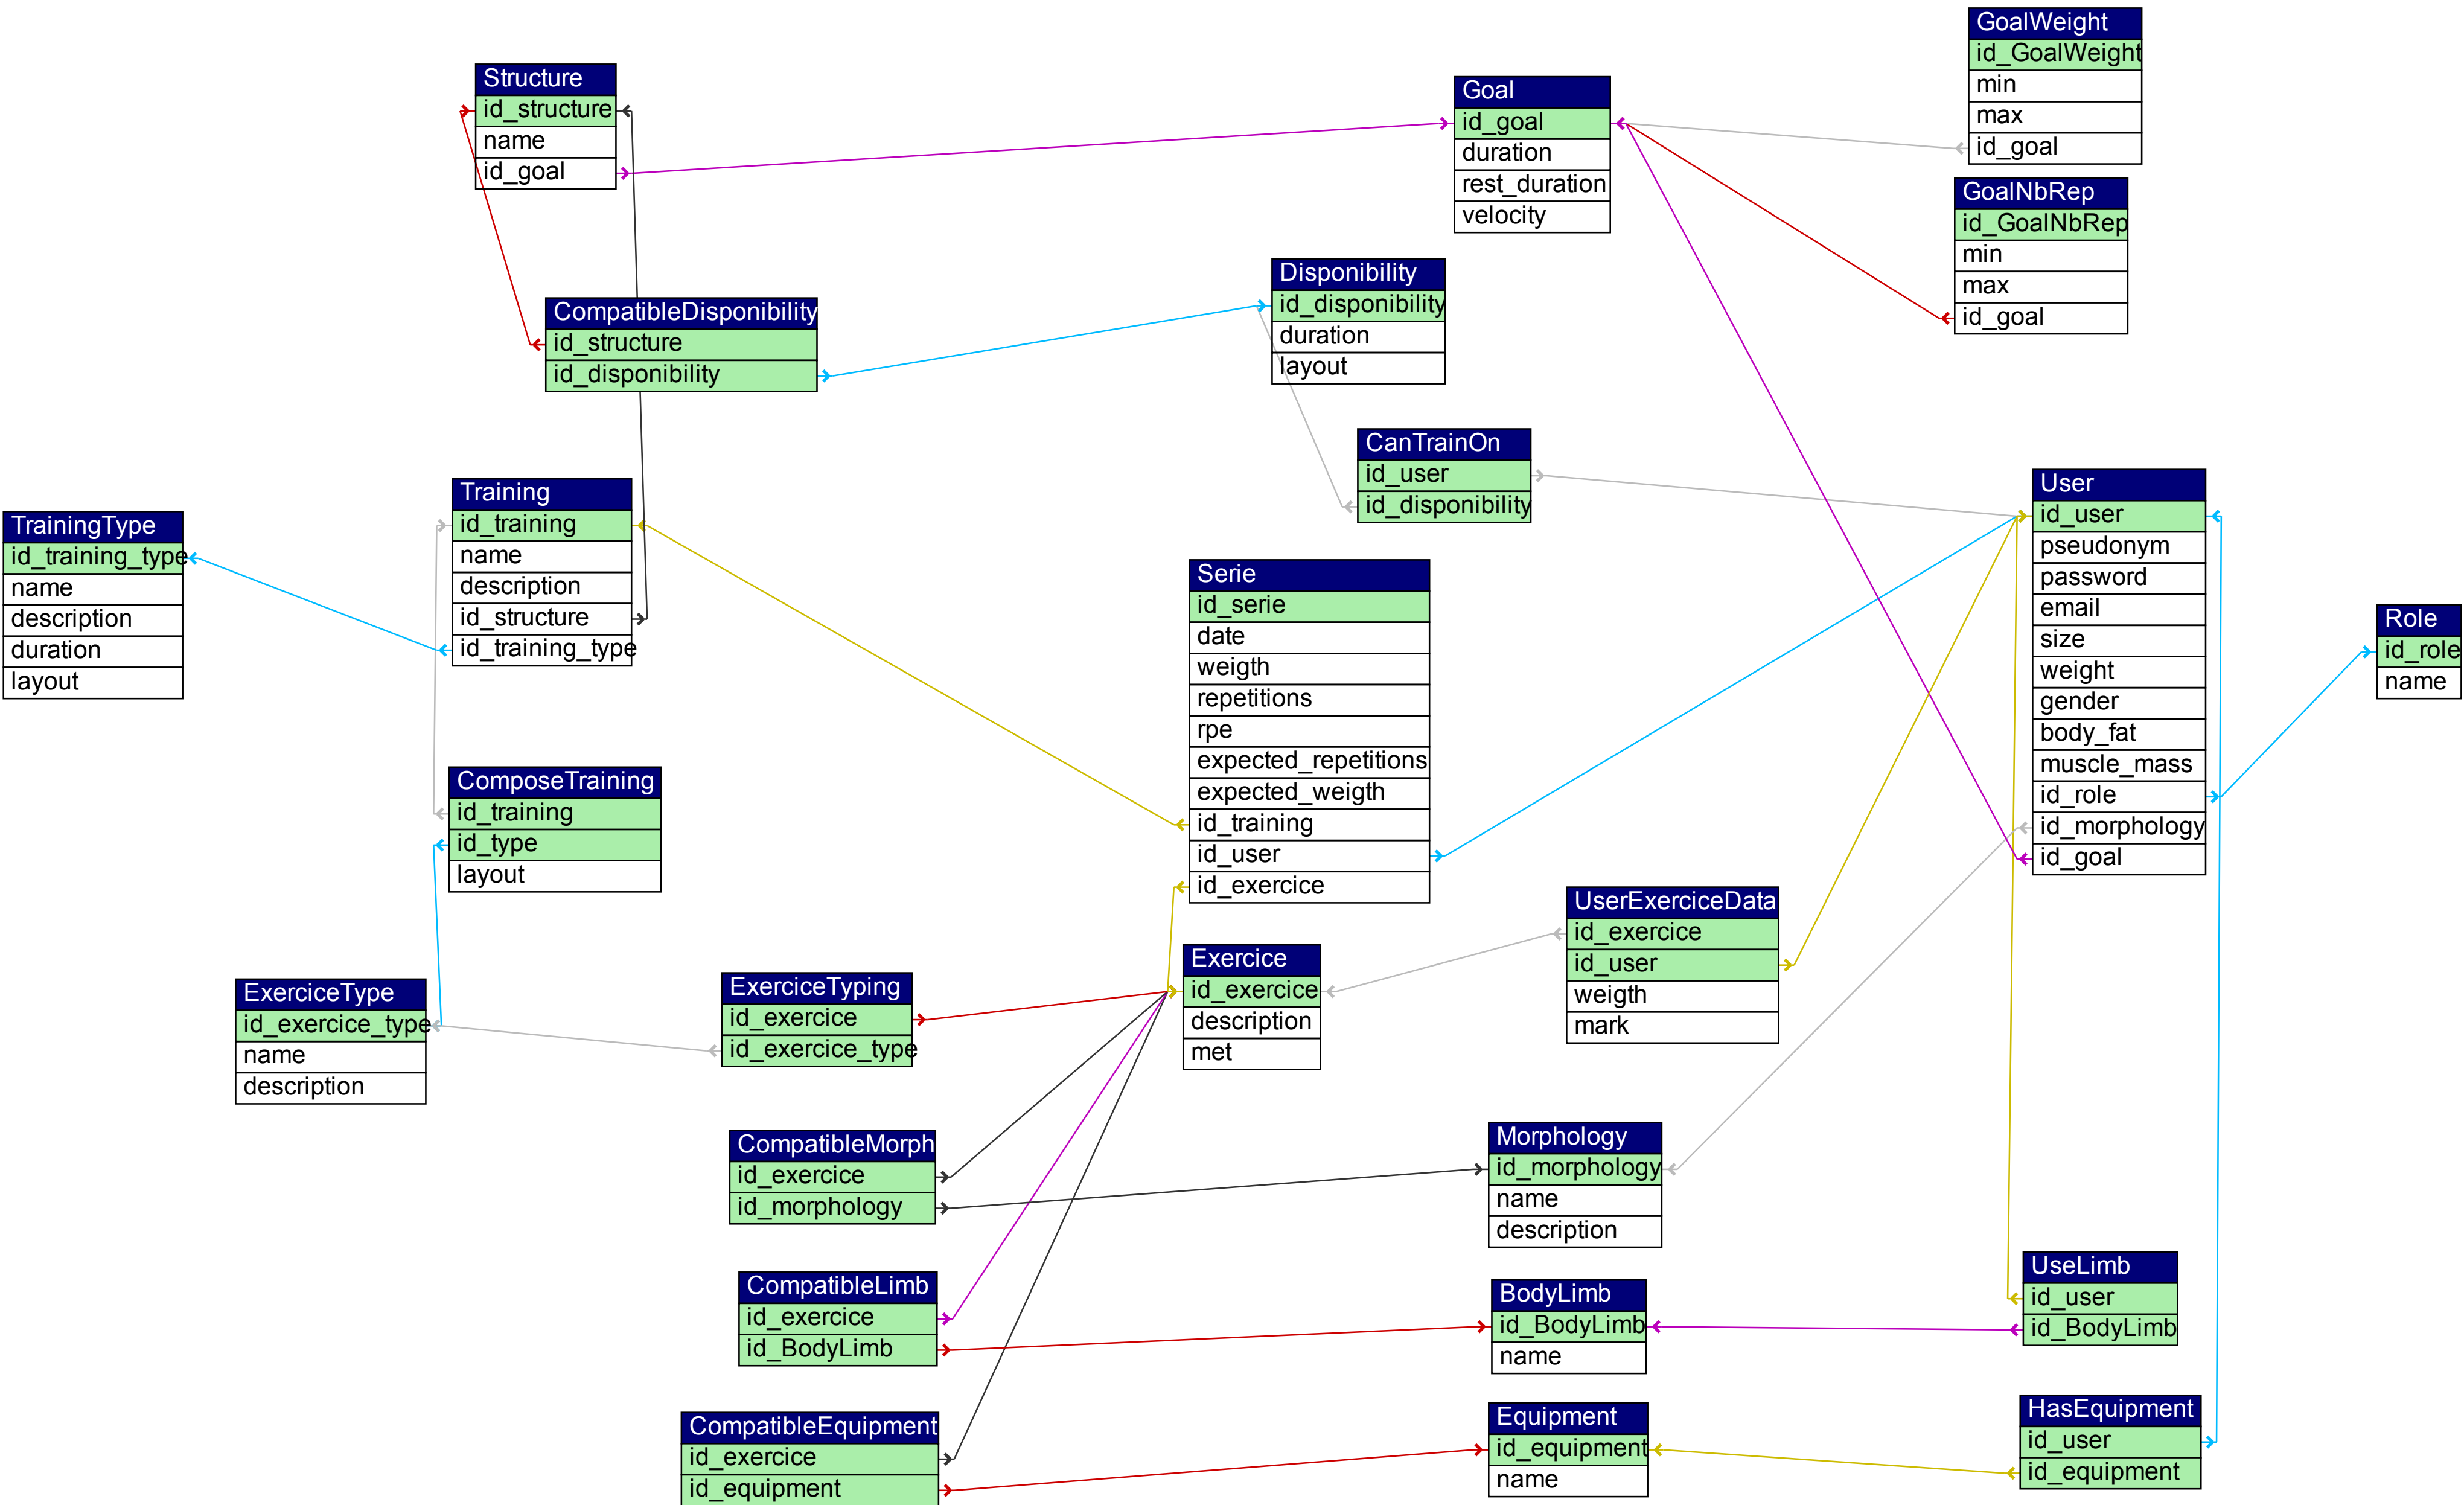 GoalWeight
id_GoalWeight
min
max
id_goal
Structure
id_structure
name
id_goal
Goal
id_goal
duration
rest_duration
velocity
GoalNbRep
id_GoalNbRep
min
max
id_goal
Disponibility
id_disponibility
duration
layout
CompatibleDisponibility
id_structure
id_disponibility
CanTrainOn
id_user
id_disponibility
User
id_user
pseudonym
password
email
size
weight
gender
body_fat
muscle_mass
id_role
id_morphology
id_goal
Training
id_training
name
description
id_structure
id_training_type
TrainingType
id_training_type
name
description
duration
layout
Serie
id_serie
date
weigth
repetitions
rpe
expected_repetitions
expected_weigth
id_training
id_user
id_exercice
Role
id_role
name
ComposeTraining
id_training
id_type
layout
UserExerciceData
id_exercice
id_user
weigth
mark
Exercice
id_exercice
description
met
ExerciceTyping
id_exercice
id_exercice_type
ExerciceType
id_exercice_type
name
description
CompatibleMorph
id_exercice
id_morphology
Morphology
id_morphology
name
description
UseLimb
id_user
id_BodyLimb
CompatibleLimb
id_exercice
id_BodyLimb
BodyLimb
id_BodyLimb
name
HasEquipment
id_user
id_equipment
Equipment
id_equipment
name
CompatibleEquipment
id_exercice
id_equipment